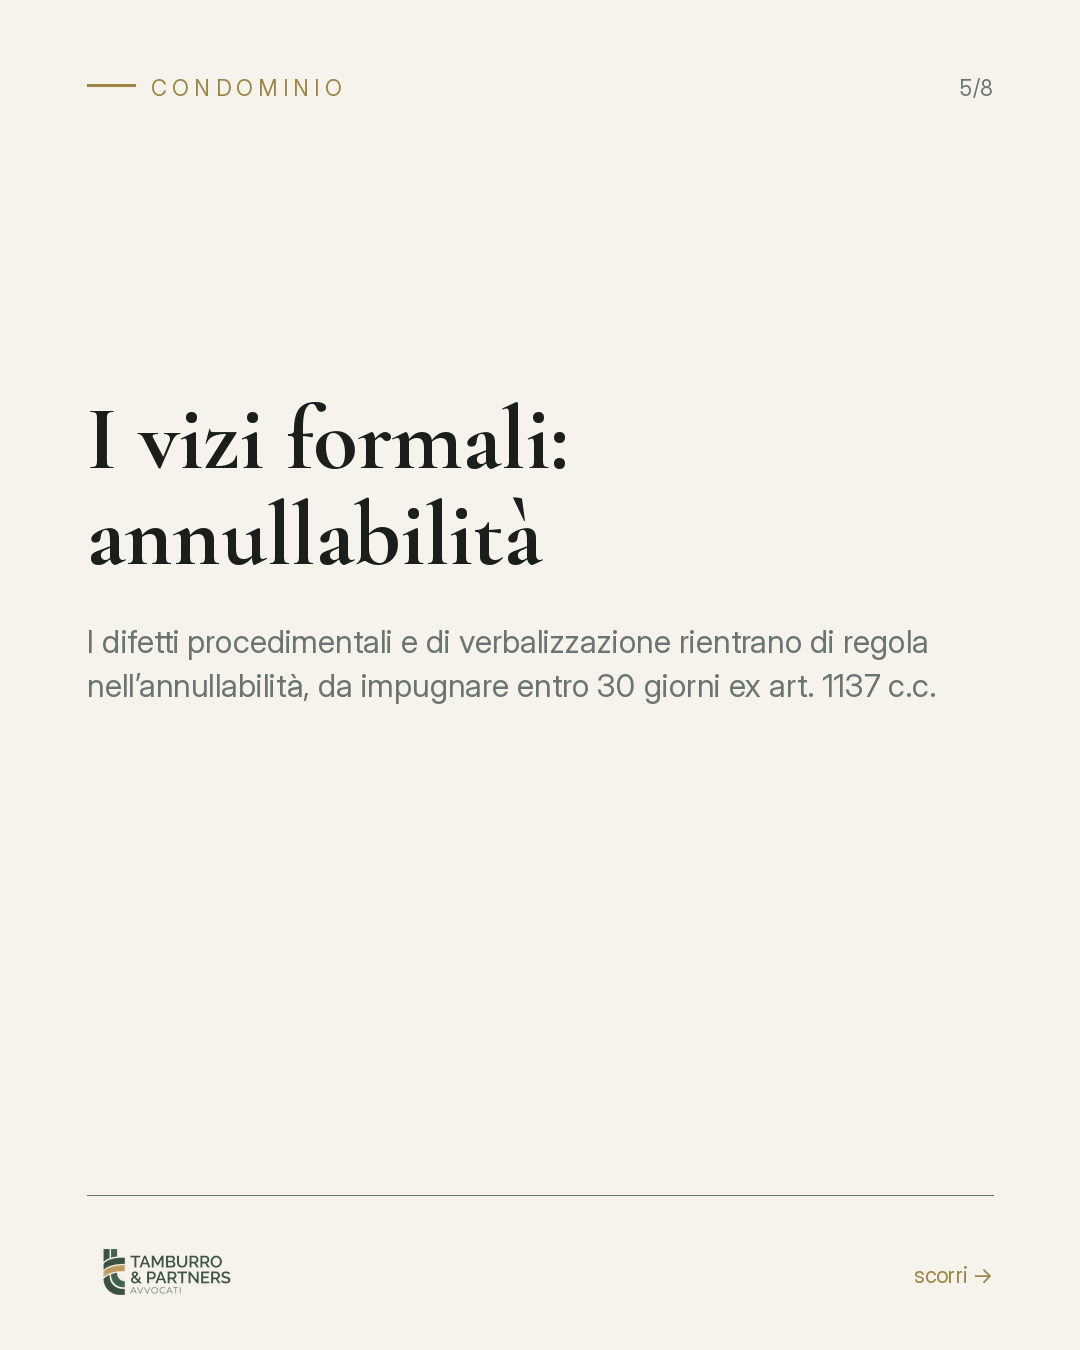 CONDOMINIO
5/8
I vizi formali:
annullabilità
I difetti procedimentali e di verbalizzazione rientrano di regola
nell’annullabilità, da impugnare entro 30 giorni ex art. 1137 c.c.
TAMBURRO
& PARTNERS
AVVOCATI
scorri →